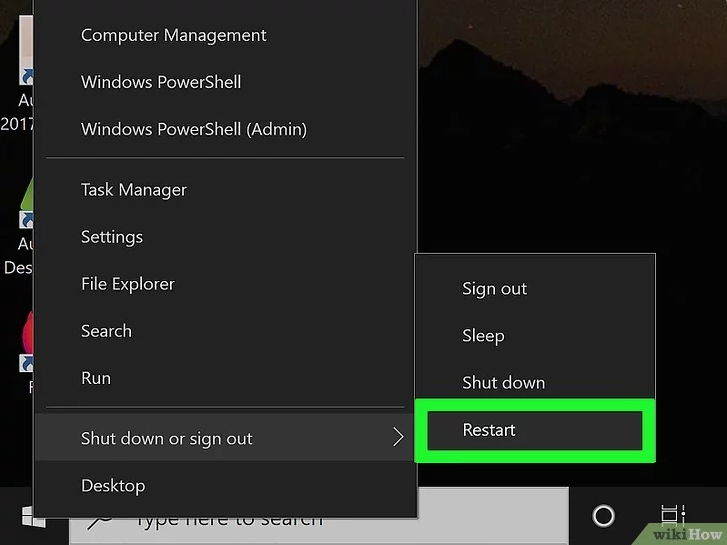 Computer Management
Windows PowerShell
Windows PowerShell (Admin)
Task Manager
Settings
File Explorer
Search
Run
Shut down or sign out
Desktop
Sign out
Sleep
Shut down
Restart
Au
2017
Au
Des
Type here to search
wikiHow